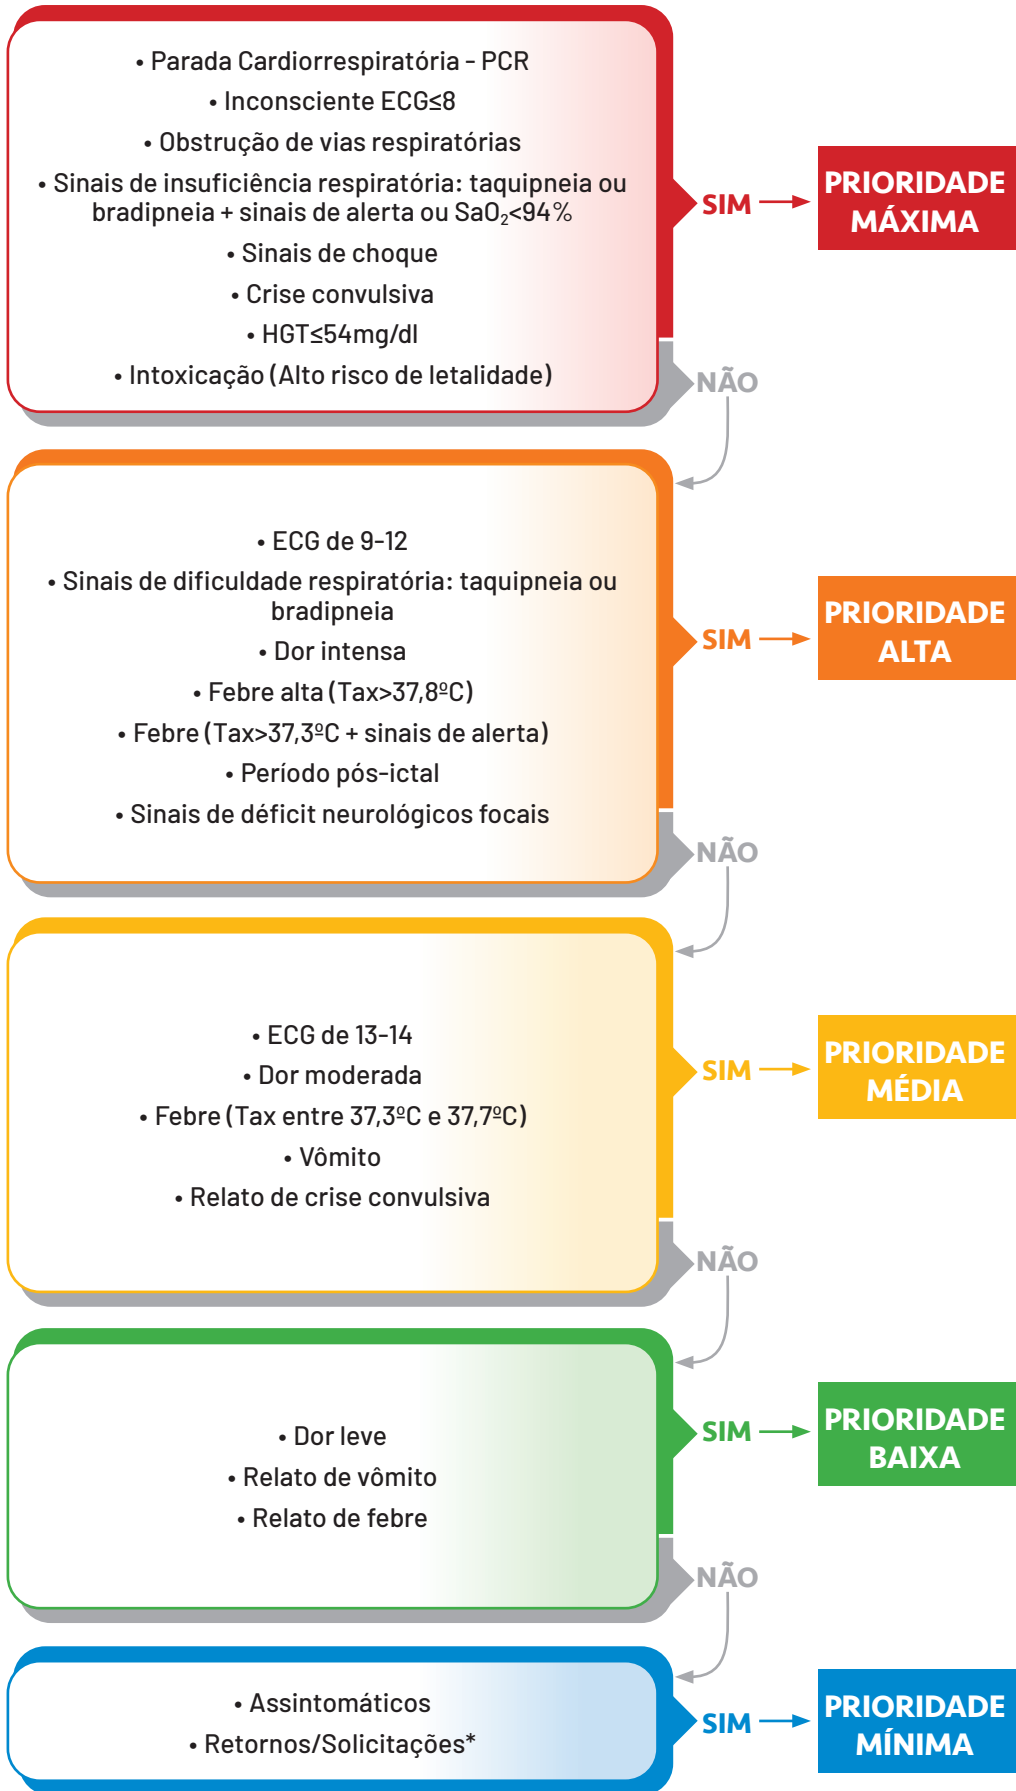 • Parada Cardiorrespiratória - PCR
• Inconsciente ECG≤8
• Obstrução de vias respiratórias
• Sinais de insuficiência respiratória: taquipneia ou
bradipneia + sinais de alerta ou SaO₂<94%
• Sinais de choque
• Crise convulsiva
• HGT≤54mg/dl
• Intoxicação (Alto risco de letalidade)
SIM
PRIORIDADE
MÁXIMA
NÃO
• ECG de 9-12
• Sinais de dificuldade respiratória: taquipneia ou
bradipneia
• Dor intensa
• Febre alta (Tax>37,8ºC)
• Febre (Tax>37,3ºC + sinais de alerta)
• Período pós-ictal
• Sinais de déficit neurológicos focais
SIM
PRIORIDADE
ALTA
NÃO
• ECG de 13-14
• Dor moderada
• Febre (Tax entre 37,3ºC e 37,7ºC)
• Vômito
• Relato de crise convulsiva
SIM
PRIORIDADE
MÉDIA
NÃO
• Dor leve
• Relato de vômito
• Relato de febre
SIM
PRIORIDADE
BAIXA
NÃO
• Assintomáticos
• Retornos/Solicitações*
SIM
PRIORIDADE
MÍNIMA